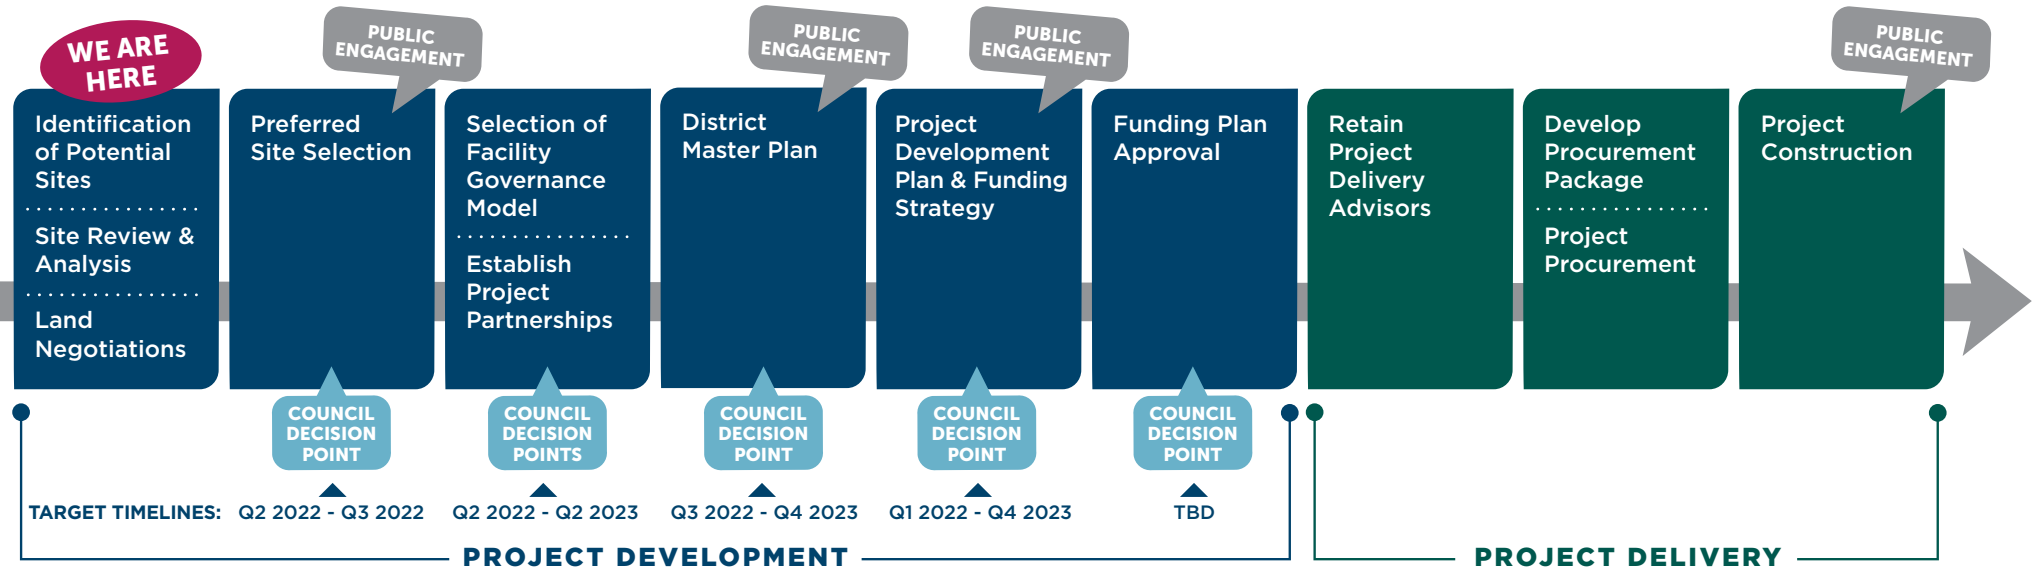 WE ARE
HERE
Identification
of Potential
Sites
Site Review &
Analysis
Land
Negotiations
PUBLIC
ENGAGEMENT
Preferred
Site Selection
COUNCIL
DECISION
POINT
Selection of
Facility
Governance
Model
Establish
Project
Partnerships
COUNCIL
DECISION
POINTS
PUBLIC
ENGAGEMENT
District
Master Plan
COUNCIL
DECISION
POINT
PUBLIC
ENGAGEMENT
Project
Development
Plan & Funding
Strategy
COUNCIL
DECISION
POINT
Funding Plan
Approval
COUNCIL
DECISION
POINT
Retain
Project
Delivery
Advisors
Develop
Procurement
Package
Project
Procurement
PUBLIC
ENGAGEMENT
Project
Construction
TARGET TIMELINES: Q2 2022 - Q3 2022 Q2 2022 - Q2 2023 Q3 2022 - Q4 2023 Q1 2022 - Q4 2023 TBD
PROJECT DEVELOPMENT PROJECT DELIVERY